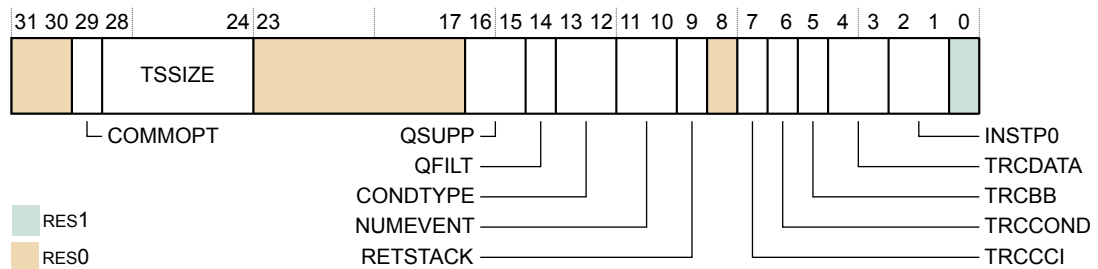 31 30 29 28 24 23 17 16 15 14 13 12 11 10 9 8 7 6 5 4 3 2 1 0
TSSIZE
COMMOPT QSUPP INSTP0
QFILT TRCDATA
CONDTYPE TRCBB
RES1 NUMEVENT TRCCOND
RES0 RETSTACK TRCCCI